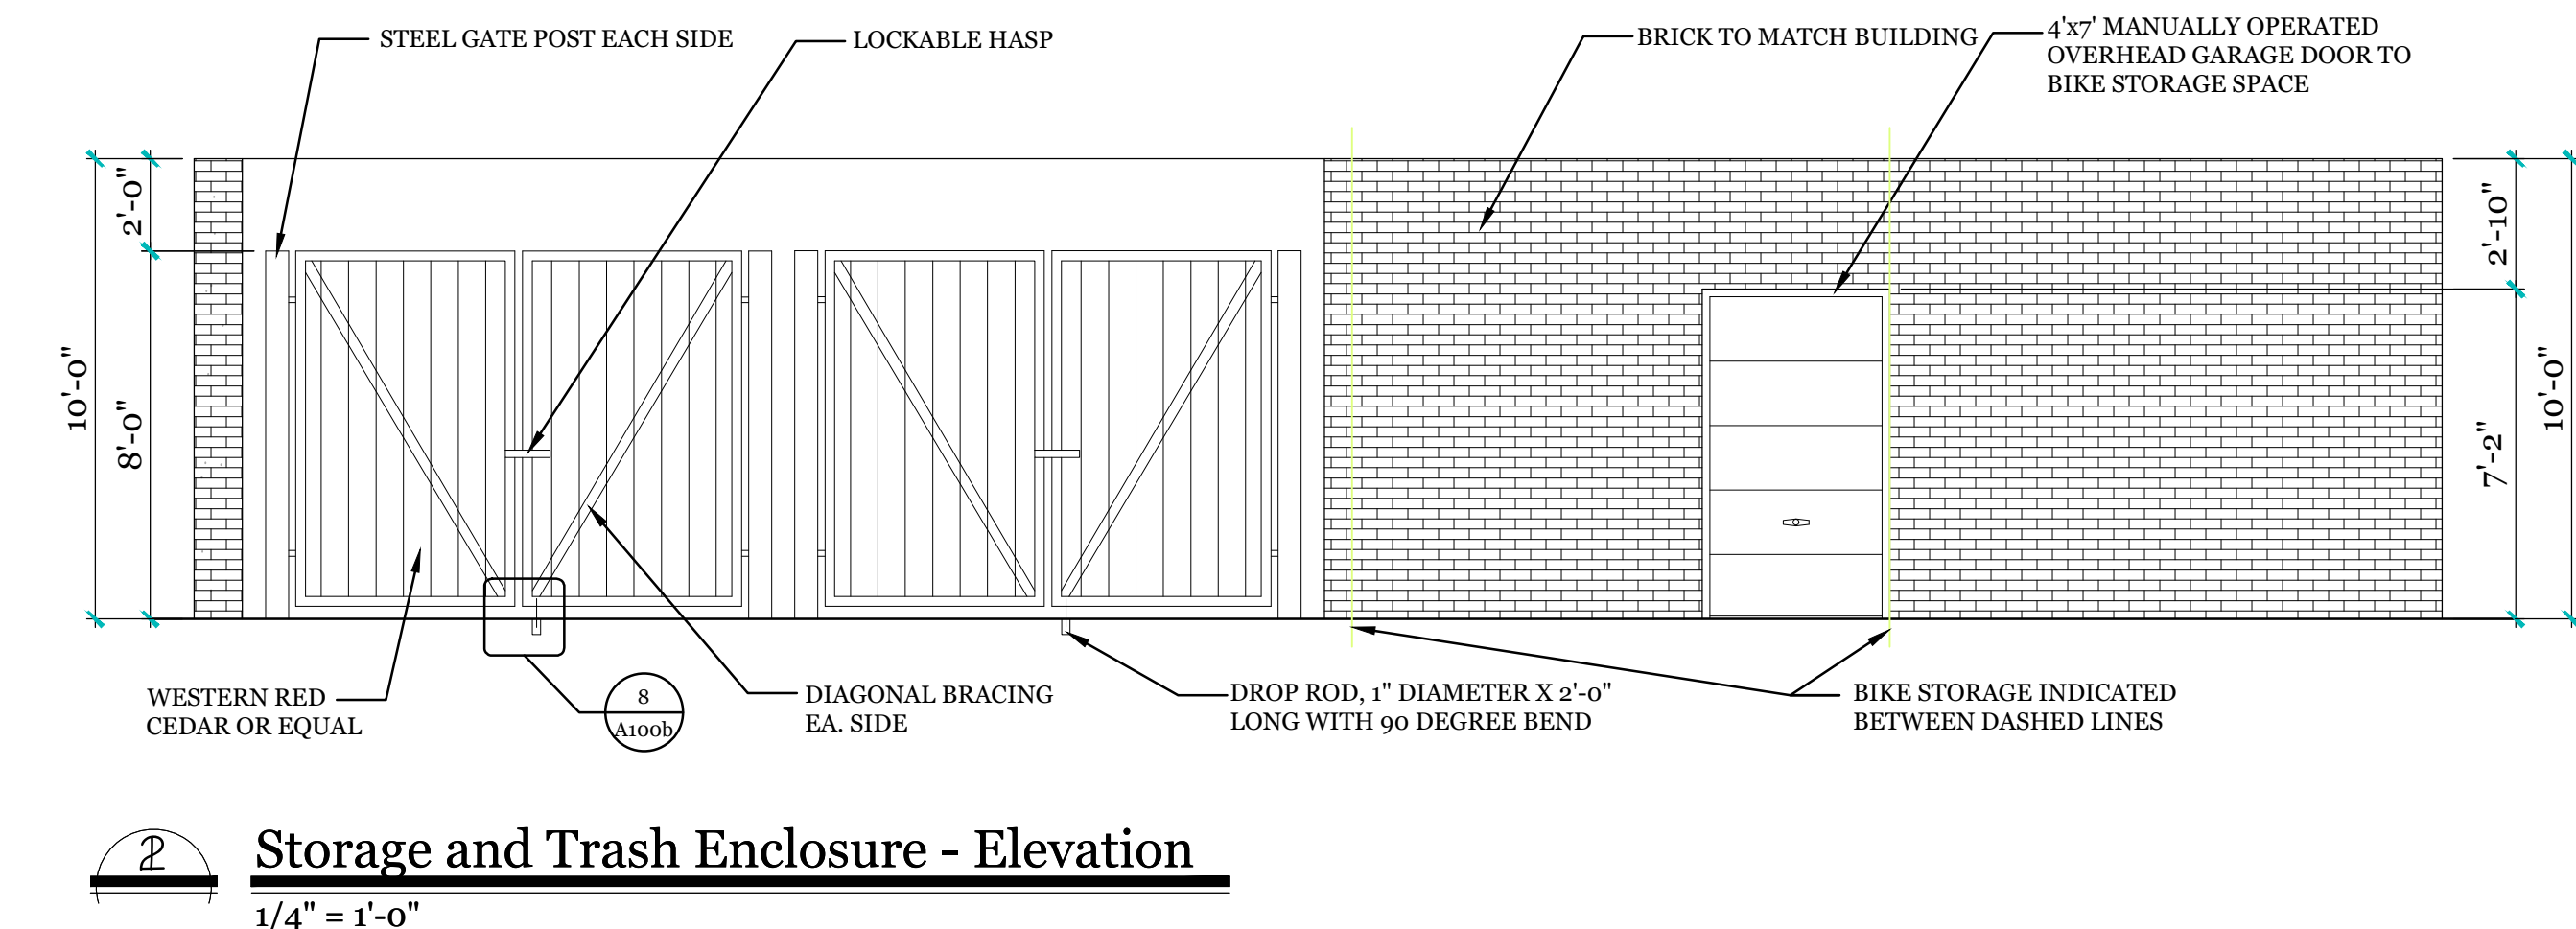 STEEL GATE POST EACH SIDE
LOCKABLE HASP
BRICK TO MATCH BUILDING
4'x7' MANUALLY OPERATED
OVERHEAD GARAGE DOOR TO
BIKE STORAGE SPACE
10'-0"
2'-0"
8'-0"
2'-10"
7'-2"
10'-0"
WESTERN RED
CEDAR OR EQUAL
8
A100b
DIAGONAL BRACING
EA. SIDE
DROP ROD, 1" DIAMETER X 2'-0"
LONG WITH 90 DEGREE BEND
BIKE STORAGE INDICATED
BETWEEN DASHED LINES
Storage and Trash Enclosure - Elevation
1/4" = 1'-0"